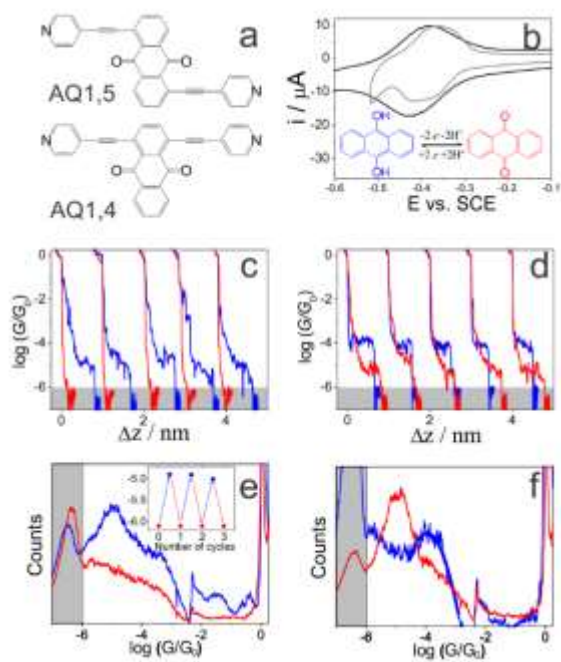 a
N
O
O
N
AQ1,5
N
N
O
O
AQ1,4
b
i / µA
10
0
-10
-20
-30
OH
OH
-2e⁻-2H⁺
+2e⁻+2H⁺
O
O
-0.6
-0.5
-0.4
-0.3
-0.2
-0.1
E vs. SCE
c
log (G/G₀)
0
-2
-4
-6
0
2
4
Δz / nm
d
log (G/G₀)
0
-2
-4
-6
0
2
4
Δz / nm
e
Counts
-5.0
-5.5
-6.0
0 1 2 3
Number of cycles
-6
-4
-2
0
log (G/G₀)
f
Counts
-6
-4
-2
0
log (G/G₀)